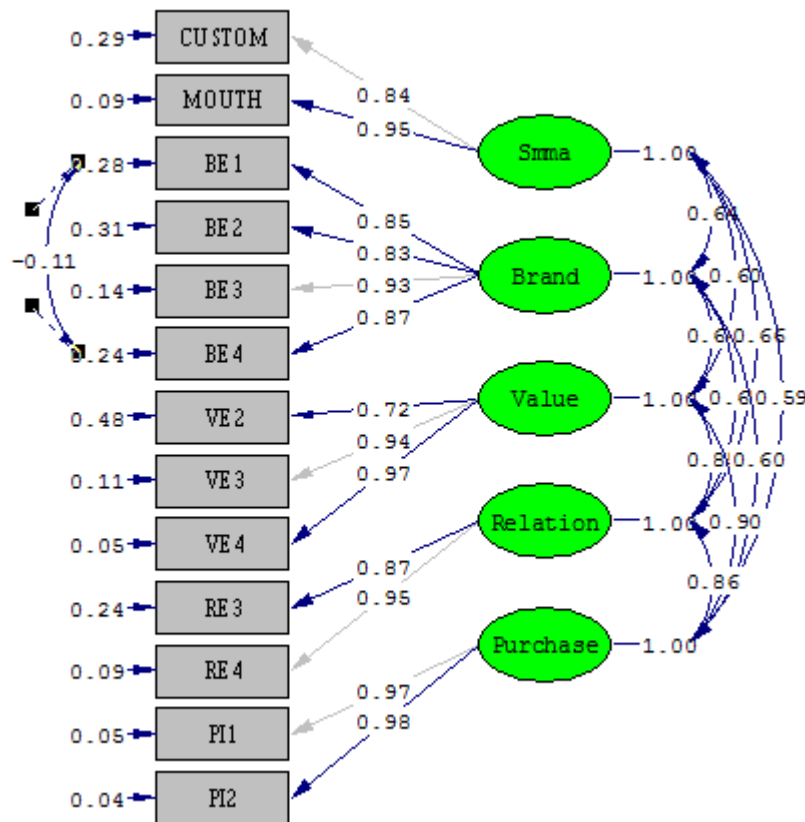 0.29 CUSTOM
0.84
0.09 MOUTH
0.95
Smma 1.00
0.28 BE1
0.64
0.85
0.31 BE2
0.83
-0.11
Brand 1.00 0.60
0.14 BE3
0.93
0.87
0.66
0.24 BE4
0.72
Value 1.00 0.59
0.48 VE2
0.94
0.97
0.60
0.11 VE3
Relation 1.00 0.90
0.05 VE4
0.87
0.86
0.24 RE3
0.95
Purchase 1.00
0.09 RE4
0.97
0.98
0.05 PI1
0.04 PI2